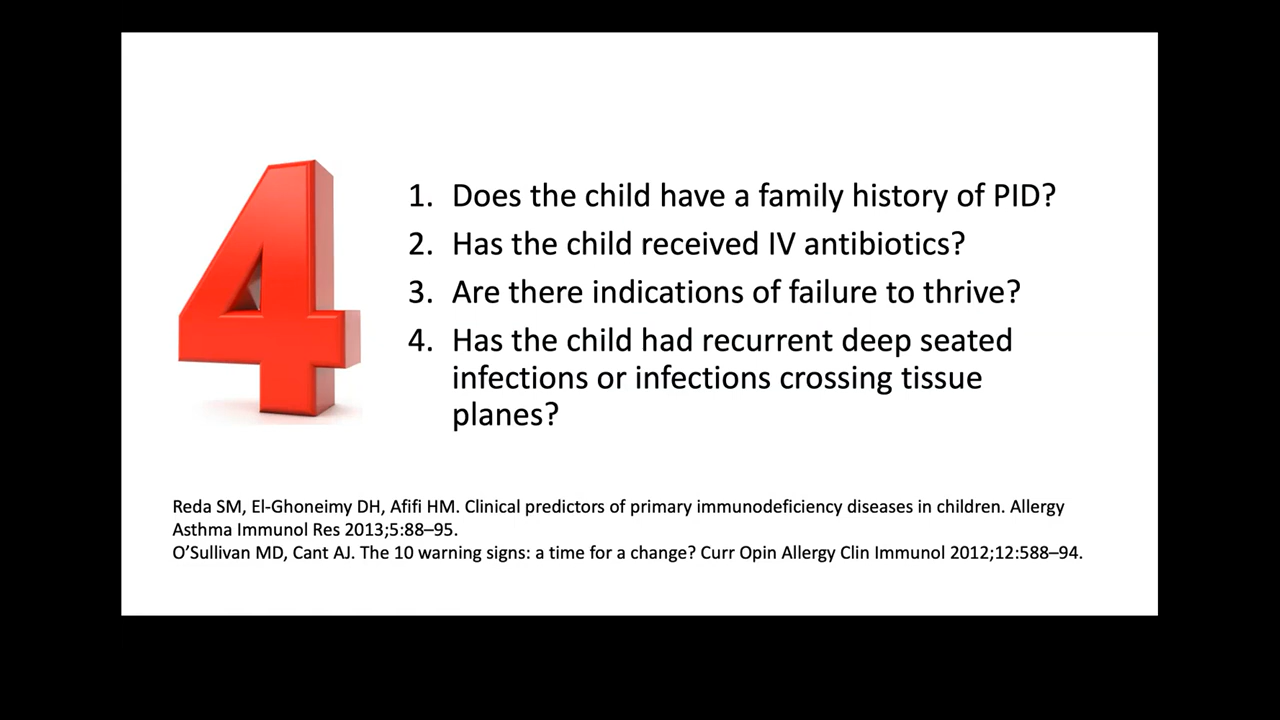 4
1. Does the child have a family history of PID?
2. Has the child received IV antibiotics?
3. Are there indications of failure to thrive?
4. Has the child had recurrent deep seated
infections or infections crossing tissue
planes?
Reda SM, El-Ghoneimy DH, Afifi HM. Clinical predictors of primary immunodeficiency diseases in children. Allergy
Asthma Immunol Res 2013;5:88–95.
O’Sullivan MD, Cant AJ. The 10 warning signs: a time for a change? Curr Opin Allergy Clin Immunol 2012;12:588–94.